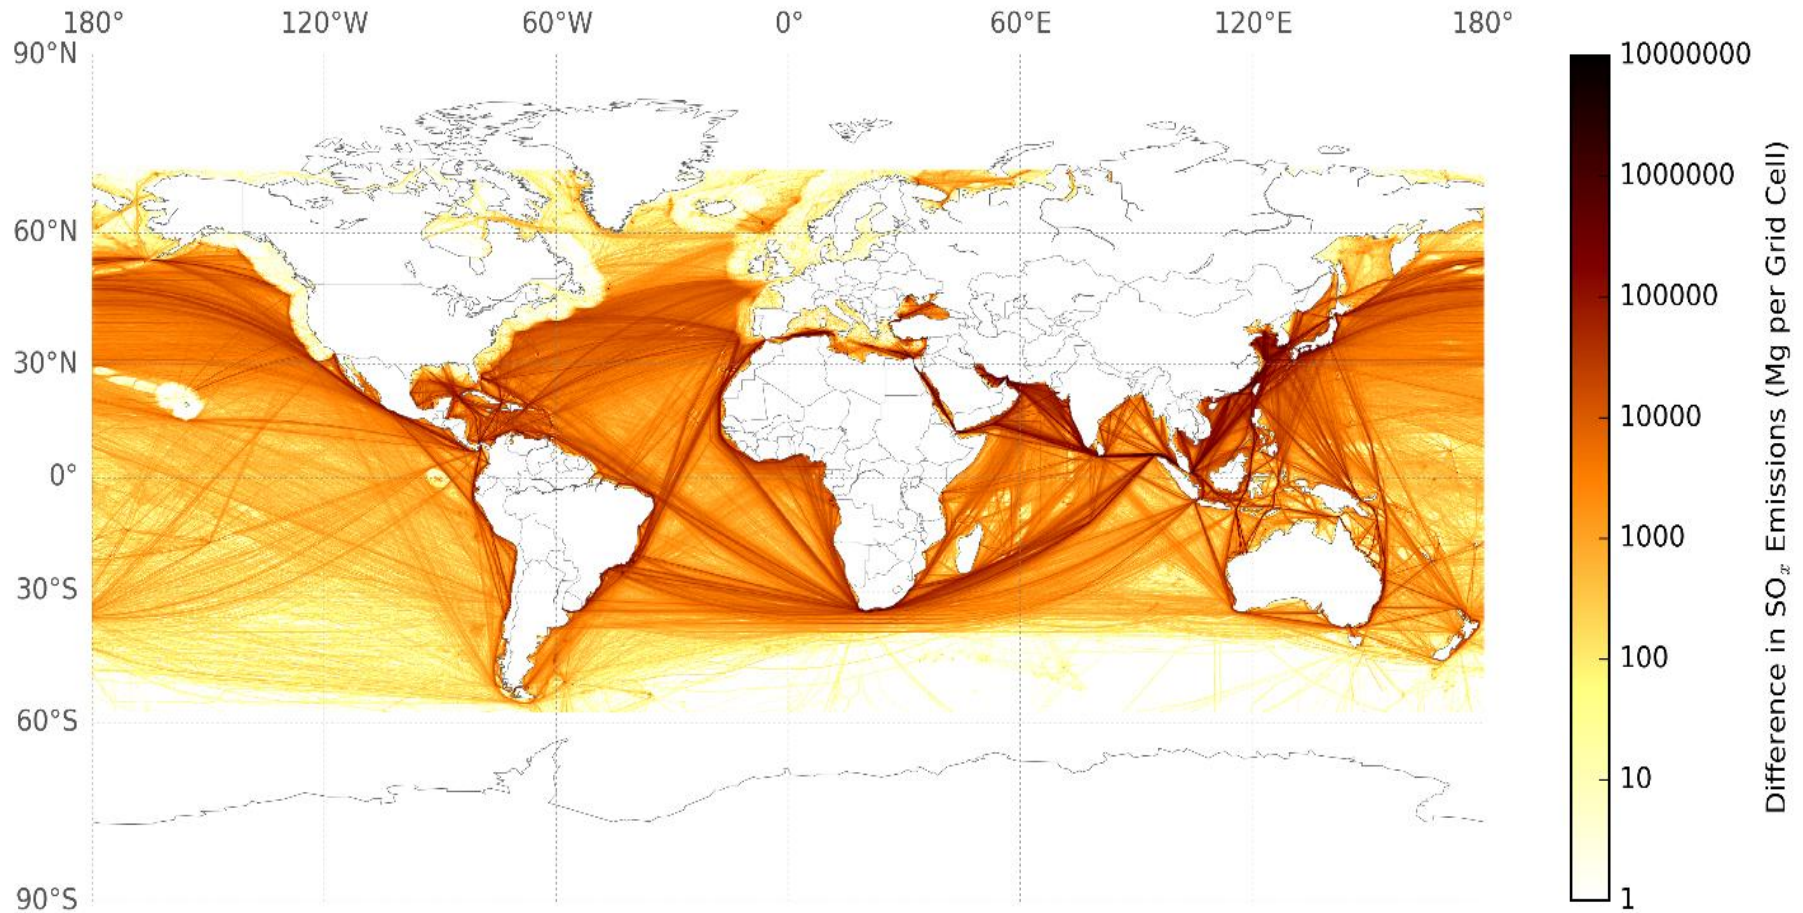 180° 120°W 60°W 0° 60°E 120°E 180°
90°N
60°N
30°N
0°
30°S
60°S
90°S
10000000
1000000
100000
10000
1000
100
10
1
Difference in SOₓ Emissions (Mg per Grid Cell)